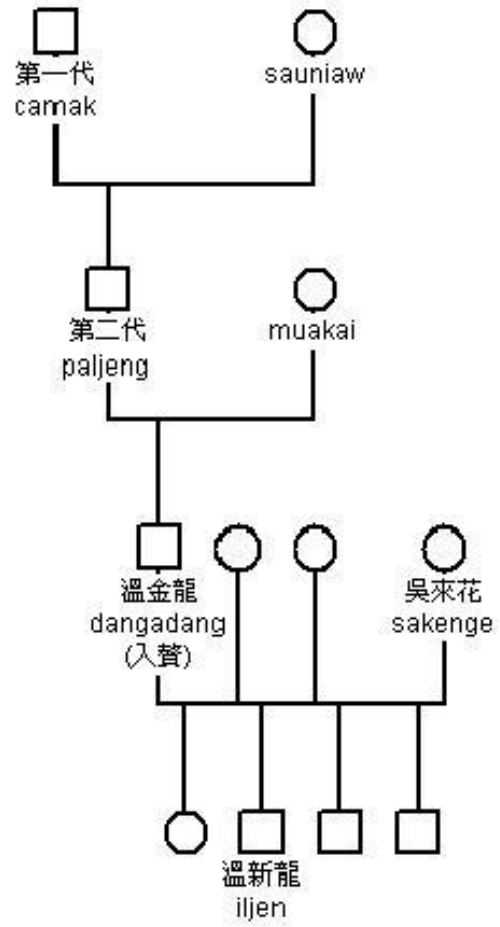 第一代
camak
sauniaw
第二代
paljeng
muakai
溫金龍
dangadang
(入贅)
吳來花
sakenge
溫新龍
iljen